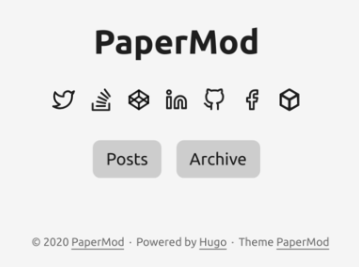 PaperMod
Posts Archive
© 2020 PaperMod · Powered by Hugo · Theme PaperMod